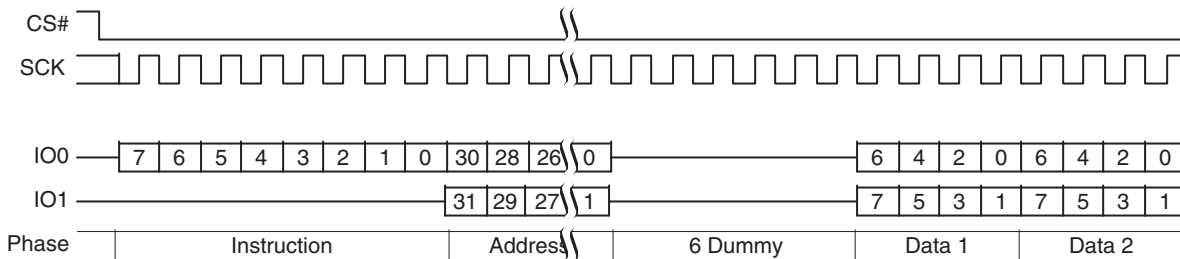 CS#
SCK
IO0 7 6 5 4 3 2 1 0 30 28 26 0 6 4 2 0 6 4 2 0
IO1 31 29 27 1 7 5 3 1 7 5 3 1
Phase Instruction Address 6 Dummy Data 1 Data 2